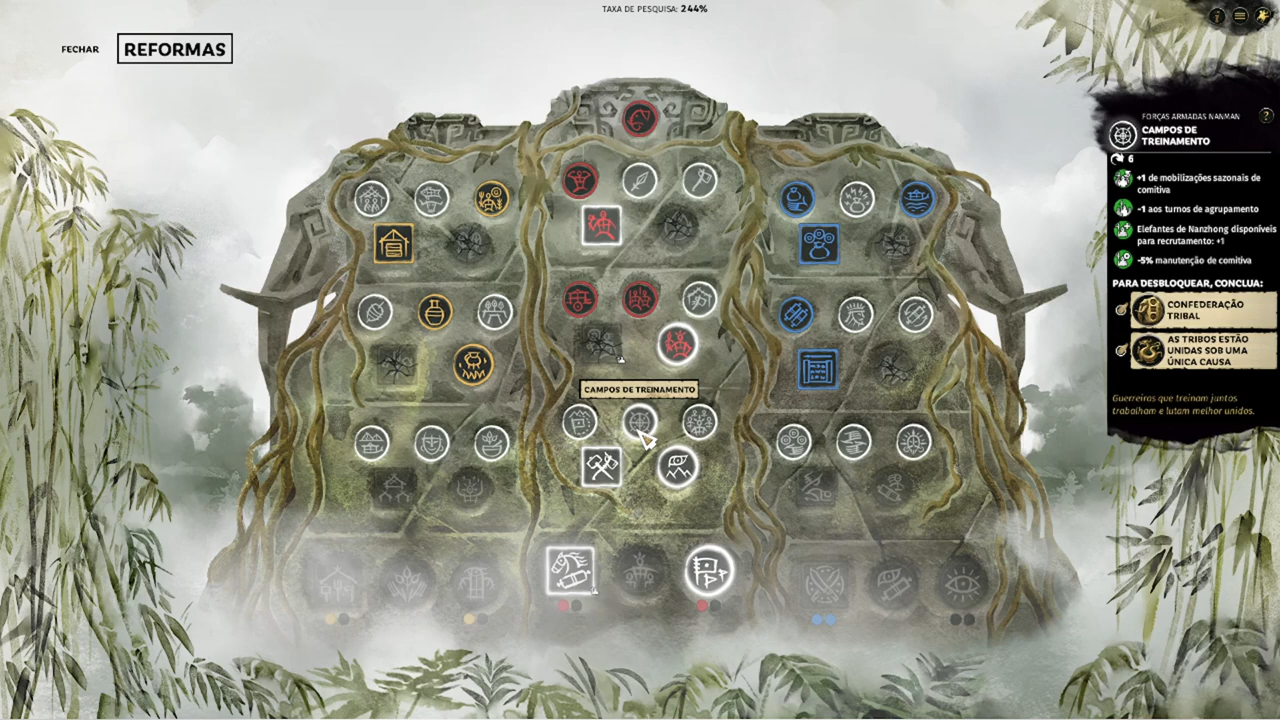 TAXA DE PESQUISA: 244%
FECHAR
REFORMAS
FORÇAS ARMADAS NANMAN
?
CAMPOS DE
TREINAMENTO
6
+1 de mobilizações sazonais de
comitiva
-1 aos turnos de agrupamento
Elefantes de Nanzhong disponíveis
para recrutamento: +1
-5% manutenção de comitiva
PARA DESBLOQUEAR, CONCLUA:
CONFEDERAÇÃO
TRIBAL
AS TRIBOS ESTÃO
UNIDAS SOB UMA
ÚNICA CAUSA
Guerreiros que treinam juntos
trabalham e lutam melhor unidos.
CAMPOS DE TREINAMENTO